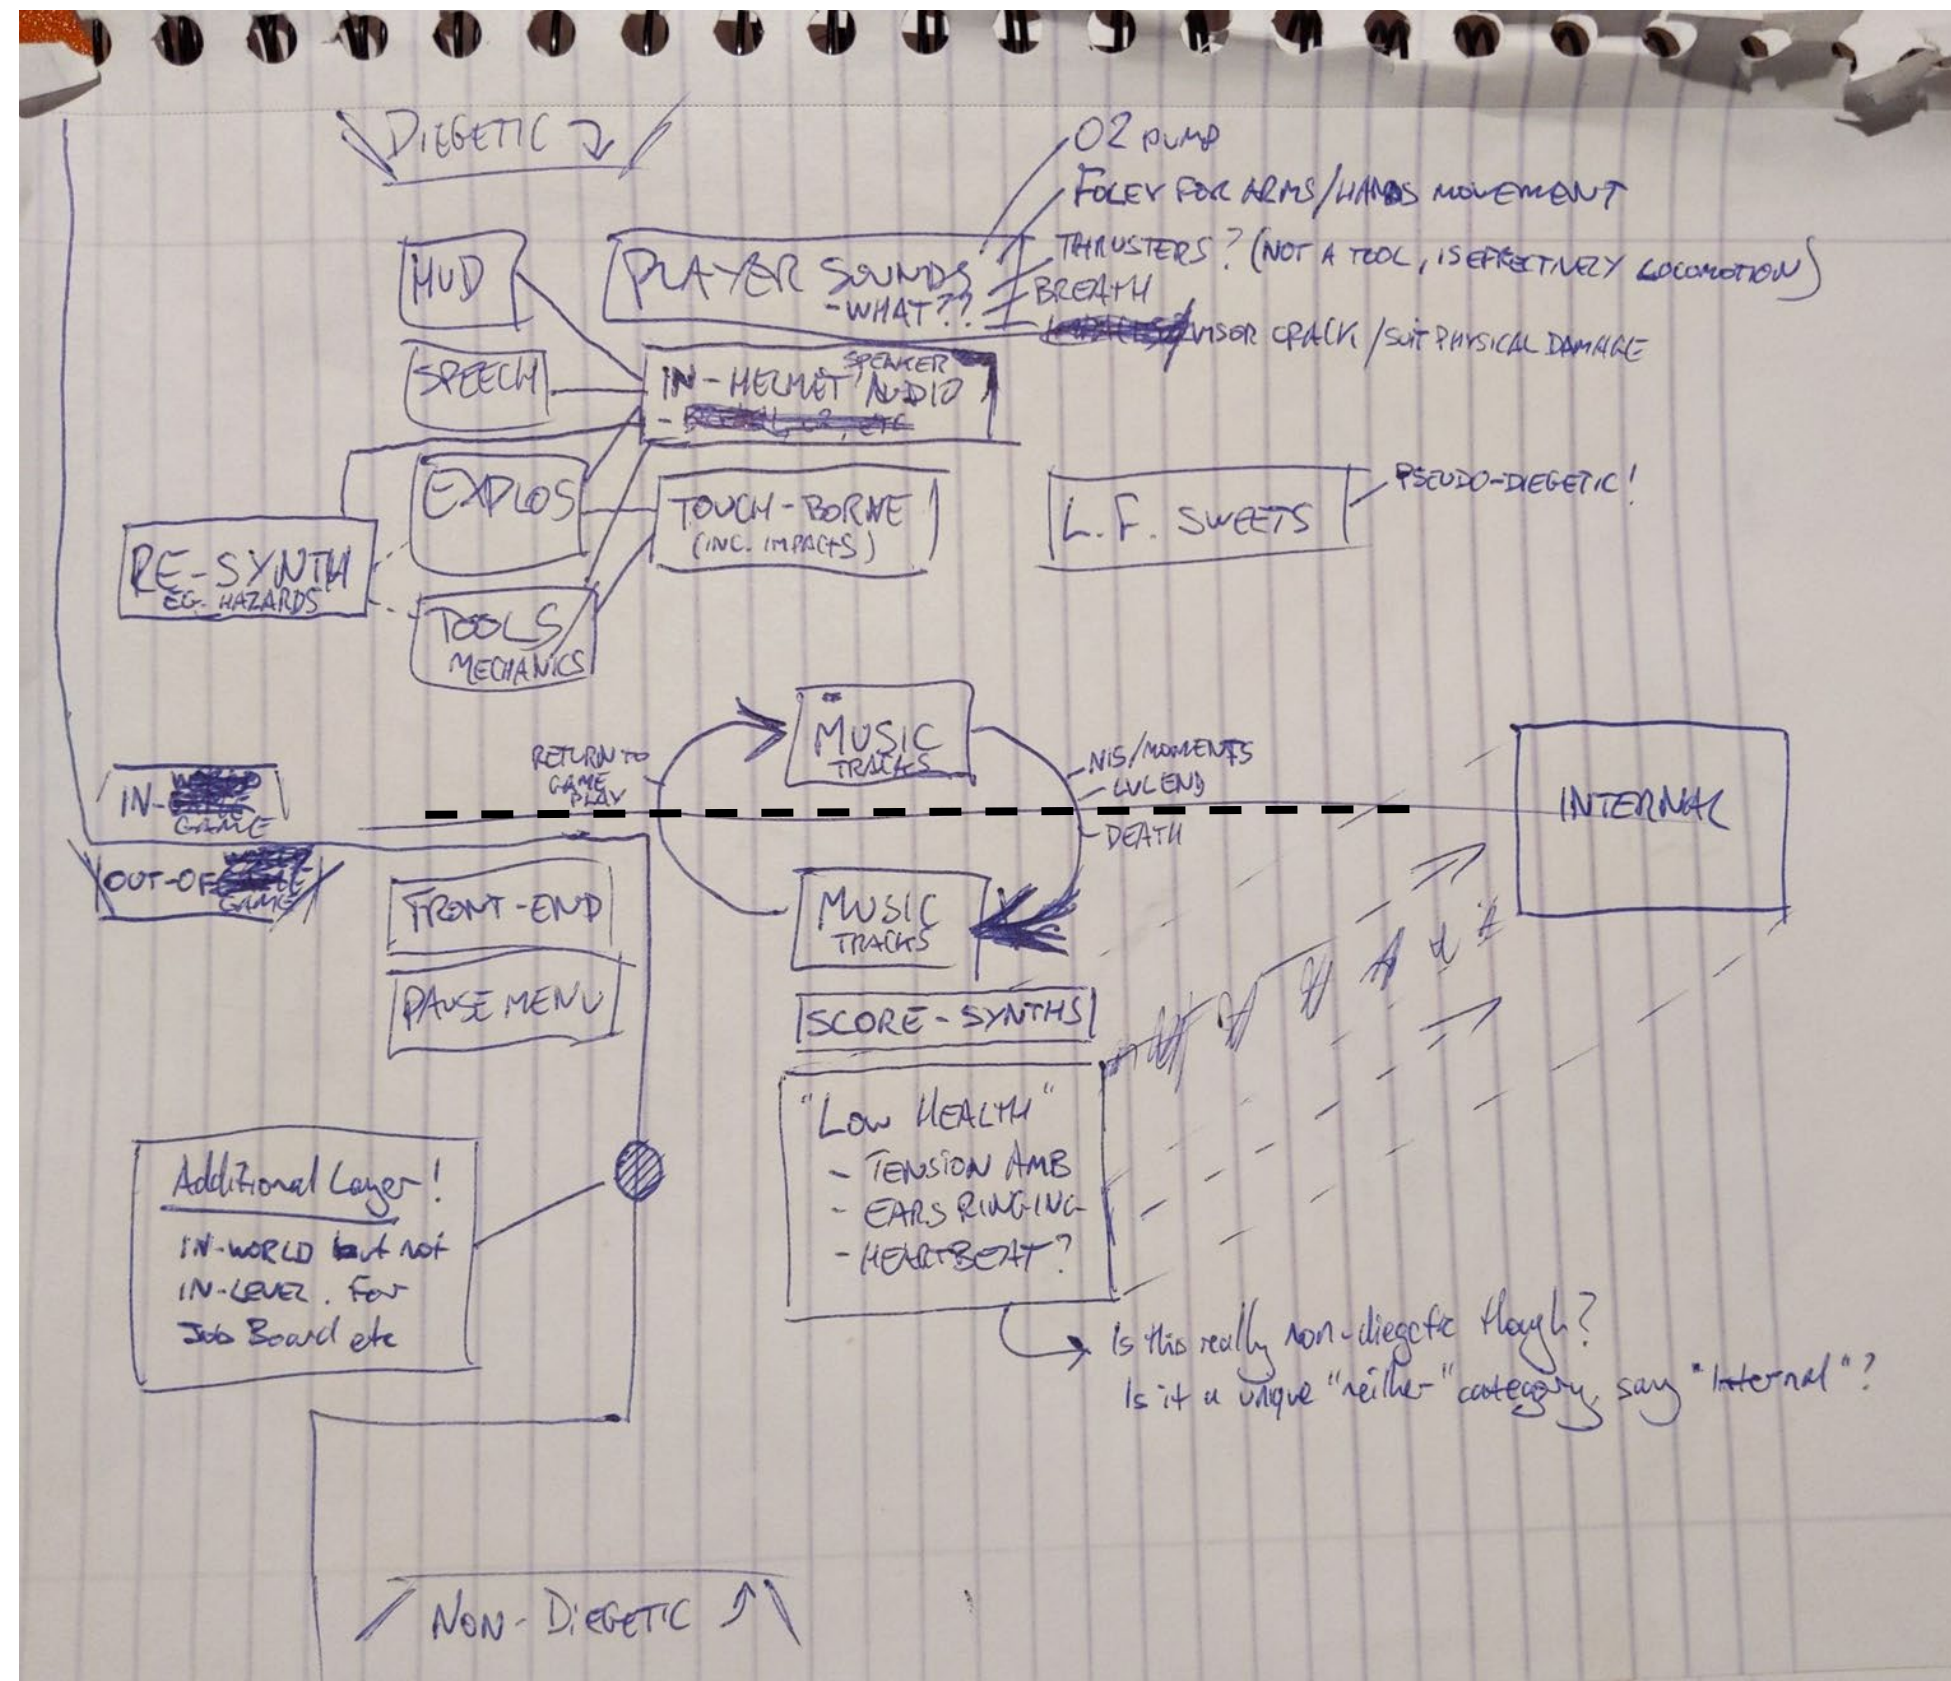 DIEGETIC
O2 PUMP
FOLEY FOR ARMS/HANDS MOVEMENT
THRUSTERS? (NOT A TOOL, IS EFFECTIVELY LOCOMOTION)
BREATH
VISOR CRACK / SUIT PHYSICAL DAMAGE
HUD
PLAYER SOUNDS
- WHAT??
SPEECH
SPEAKER
IN-HELMET AUDIO
EXPLOS
TOUCH-BORNE
(INC. IMPACTS)
L.F. SWEETS
PSEUDO-DIEGETIC!
RE-SYNTH
EG. HAZARDS
TOOLS/
MECHANICS
MUSIC
TRACKS
RETURN TO
GAME
PLAY
NIS/MOMENTS
LVL END
DEATH
INTERNAL
IN-
GAME
OUT-OF
GAME
FRONT-END
PAUSE MENU
MUSIC
TRACKS
SCORE-SYNTHS
"LOW HEALTH"
- TENSION AMB
- EARS RINGING
- HEARTBEAT?
Additional Layer!
IN-WORLD but not
IN-LEVEL. For
Job Board etc
Is this really non-diegetic though?
Is it a unique "neither" category, say "Internal"?
NON-DIEGETIC